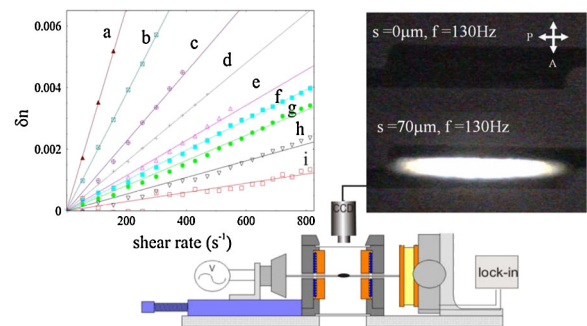 0.006
0.004
0.002
0
δn
a
b
c
d
e
f
g
h
i
0 200 400 600 800
shear rate (s⁻¹)
s =0μm, f =130Hz
P
A
s =70μm, f =130Hz
CCD
V
lock-in